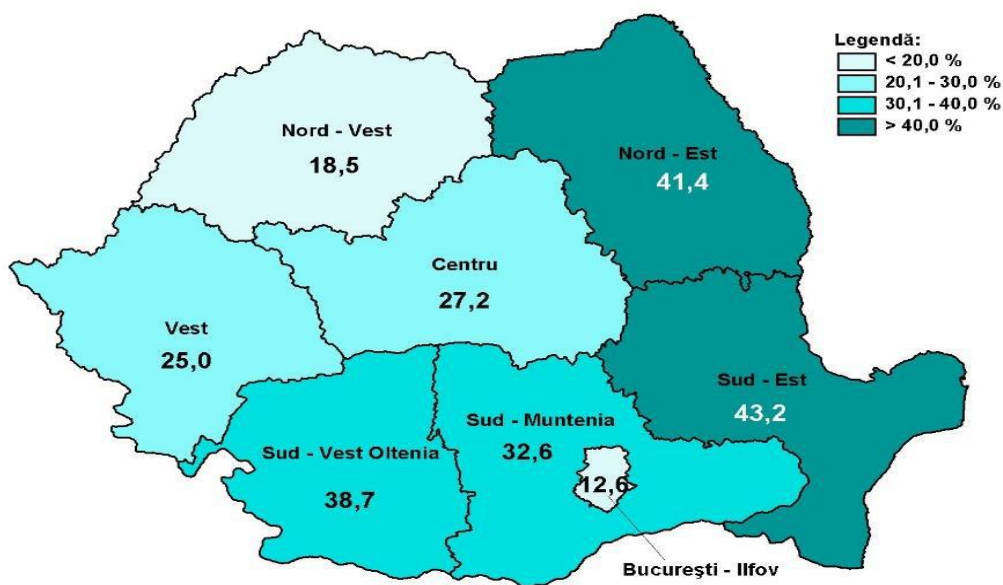 Legendă:
< 20,0 %
20,1 - 30,0 %
30,1 - 40,0 %
> 40,0 %
Nord - Vest
18,5
Nord - Est
41,4
Centru
27,2
Vest
25,0
Sud - Est
43,2
Sud - Muntenia
32,6
Sud - Vest Oltenia
38,7
12,6
Bucureşti - Ilfov